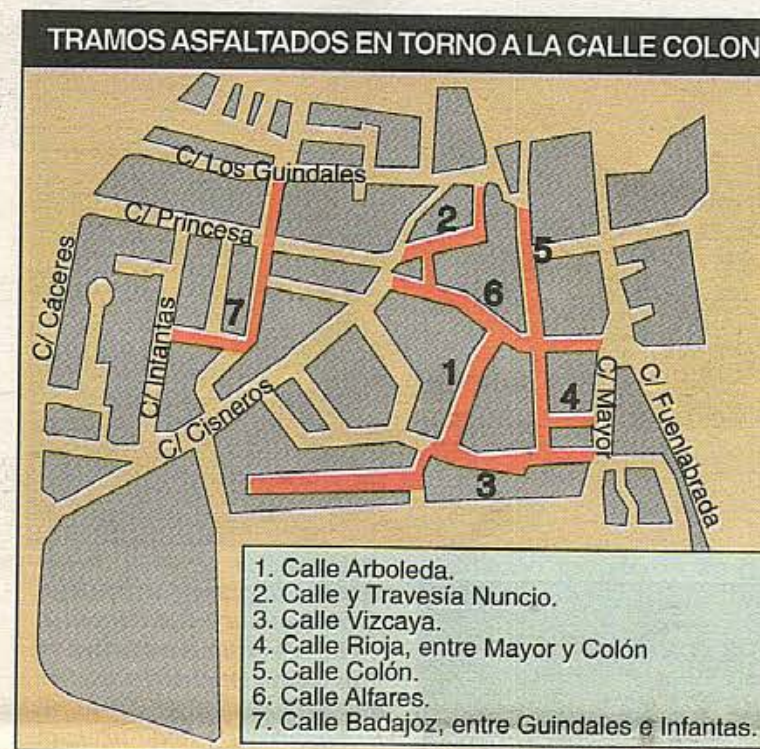 TRAMOS ASFALTADOS EN TORNO A LA CALLE COLON
C/ Los Guindales
C/ Princesa
2
5
C/ Cáceres
7
6
C/ Infantas
1
4
C/ Mayor
C/ Fuenlabrada
C/ Cisneros
3
1. Calle Arboleda.
2. Calle y Travesía Nuncio.
3. Calle Vizcaya.
4. Calle Rioja, entre Mayor y Colón
5. Calle Colón.
6. Calle Alfares.
7. Calle Badajoz, entre Guindales e Infantas.